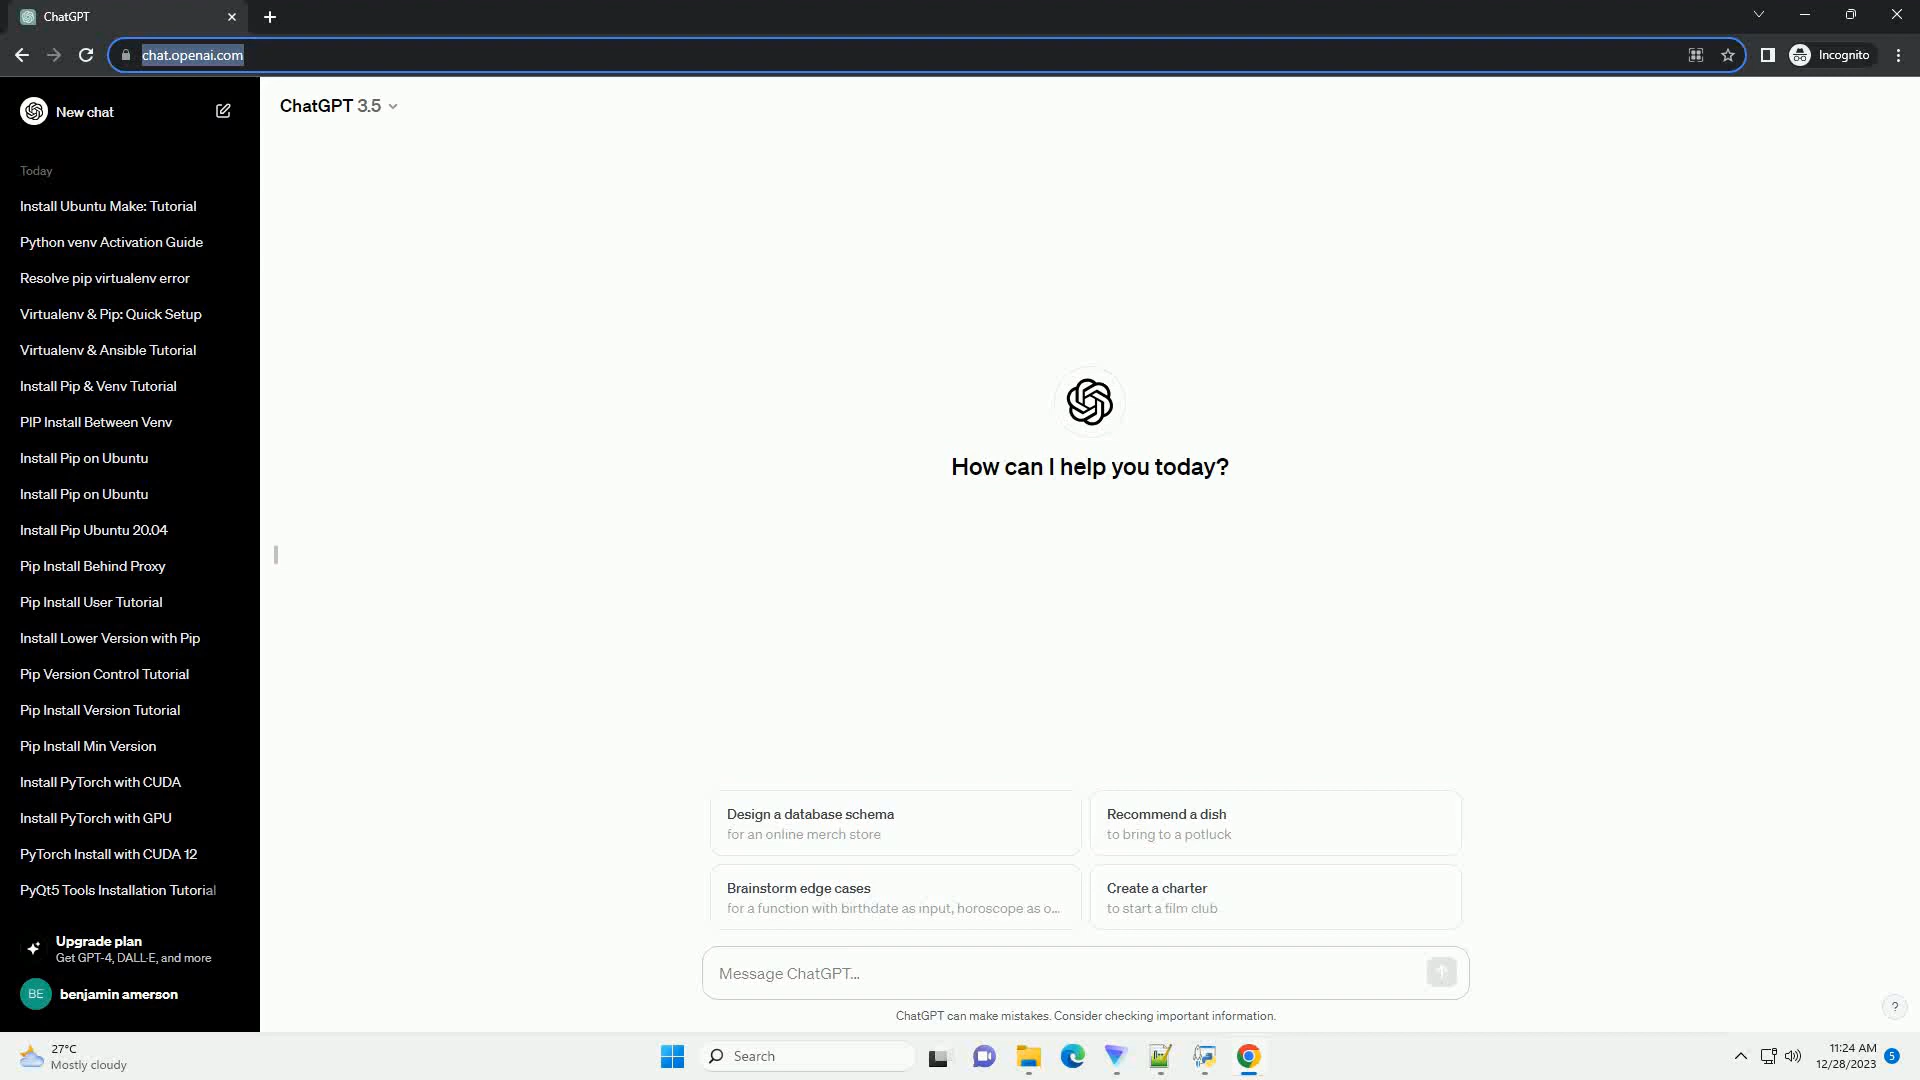 ChatGPT
chat.openai.com
Incognito
New chat
ChatGPT 3.5
Today
Install Ubuntu Make: Tutorial
Python venv Activation Guide
Resolve pip virtualenv error
Virtualenv & Pip: Quick Setup
Virtualenv & Ansible Tutorial
Install Pip & Venv Tutorial
PIP Install Between Venv
Install Pip on Ubuntu
Install Pip on Ubuntu
Install Pip Ubuntu 20.04
Pip Install Behind Proxy
Pip Install User Tutorial
Install Lower Version with Pip
Pip Version Control Tutorial
Pip Install Version Tutorial
Pip Install Min Version
Install PyTorch with CUDA
Install PyTorch with GPU
PyTorch Install with CUDA 12
PyQt5 Tools Installation Tutorial
Upgrade plan
Get GPT-4, DALL·E, and more
BE
benjamin amerson
How can I help you today?
Design a database schema
for an online merch store
Recommend a dish
to bring to a potluck
Brainstorm edge cases
for a function with birthdate as input, horoscope as o...
Create a charter
to start a film club
Message ChatGPT...
ChatGPT can make mistakes. Consider checking important information.
?
27°C
Mostly cloudy
Search
11:24 AM
12/28/2023
5